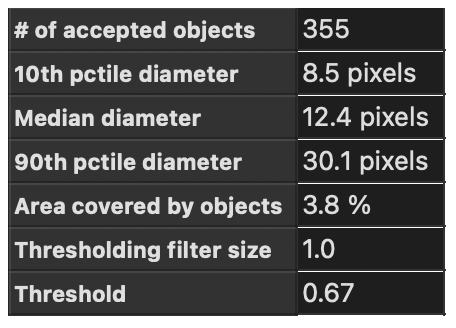 # of accepted objects 355
10th pctile diameter 8.5 pixels
Median diameter 12.4 pixels
90th pctile diameter 30.1 pixels
Area covered by objects 3.8 %
Thresholding filter size 1.0
Threshold 0.67